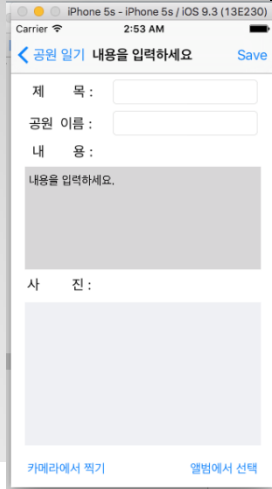 iPhone 5s - iPhone 5s / iOS 9.3 (13E230)
Carrier 2:53 AM
공원 일기 내용을 입력하세요 Save
제 목 :
공원 이름 :
내 용 :
내용을 입력하세요.
사 진 :
카메라에서 찍기 앨범에서 선택